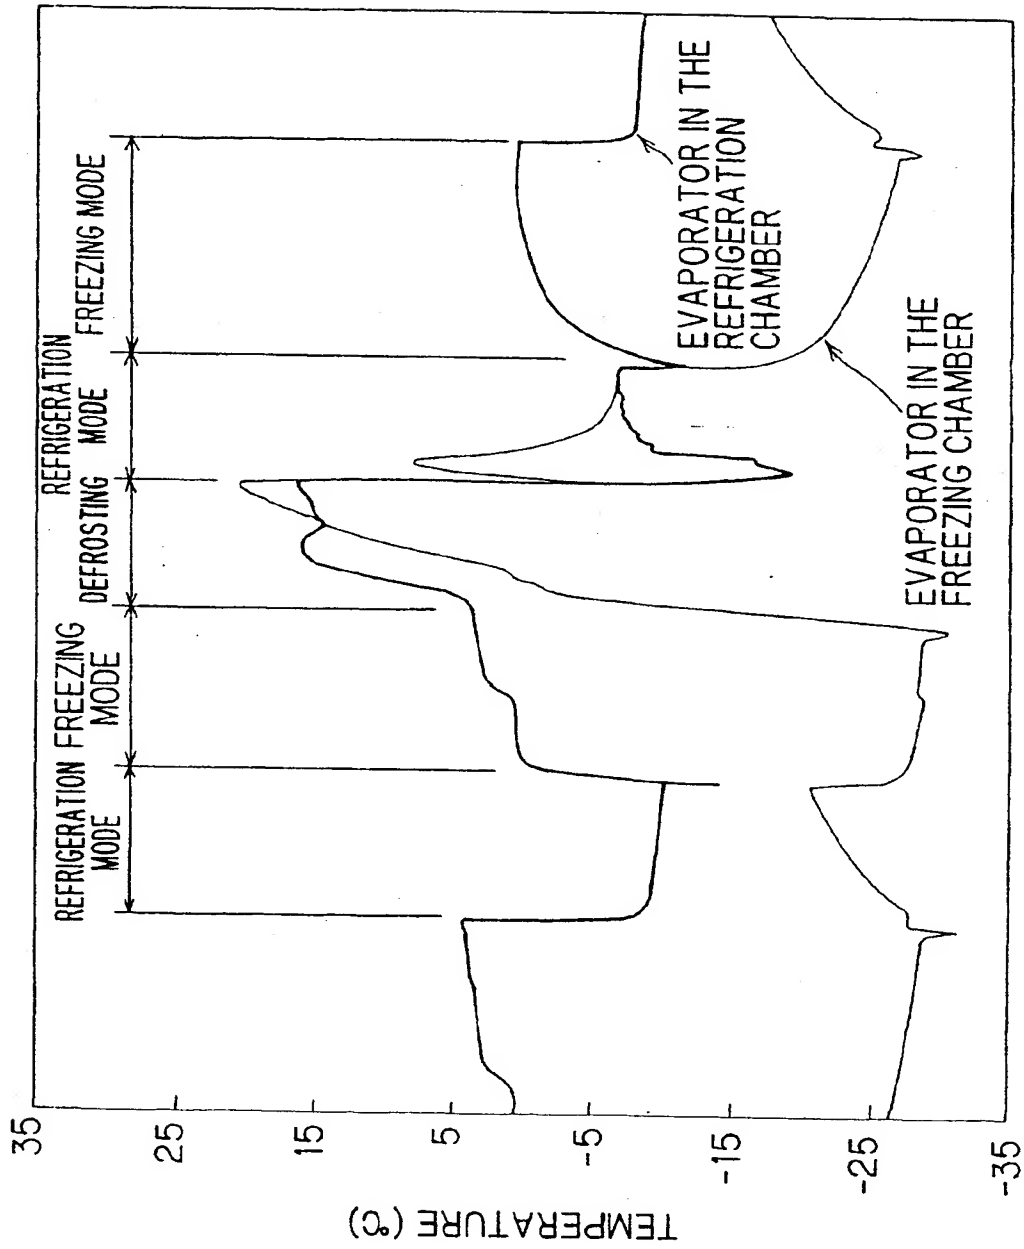 REFRIGERATION
MODE
FREEZING
MODE
DEFROSTING
REFRIGERATION
MODE
FREEZING MODE
EVAPORATOR IN THE
REFRIGERATION
CHAMBER
EVAPORATOR IN THE
FREEZING CHAMBER
TEMPERATURE (°C)
35
25
15
5
-5
-15
-25
-35